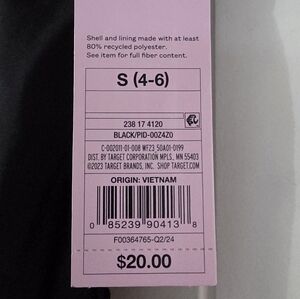 Shell and lining made with at least
80% recycled polyester.
See item for full fiber content.
S (4-6)
238 17 4120
BLACK/PID-00Z4Z0
C-002011-01-008 WF23_50A01-0199
DIST. BY TARGET CORPORATION MPLS, MN 55403
©2023 TARGET BRANDS, INC. SHOP TARGET.COM
ORIGIN: VIETNAM
0 85239 90413 8
F00364765-Q2/24
$20.00